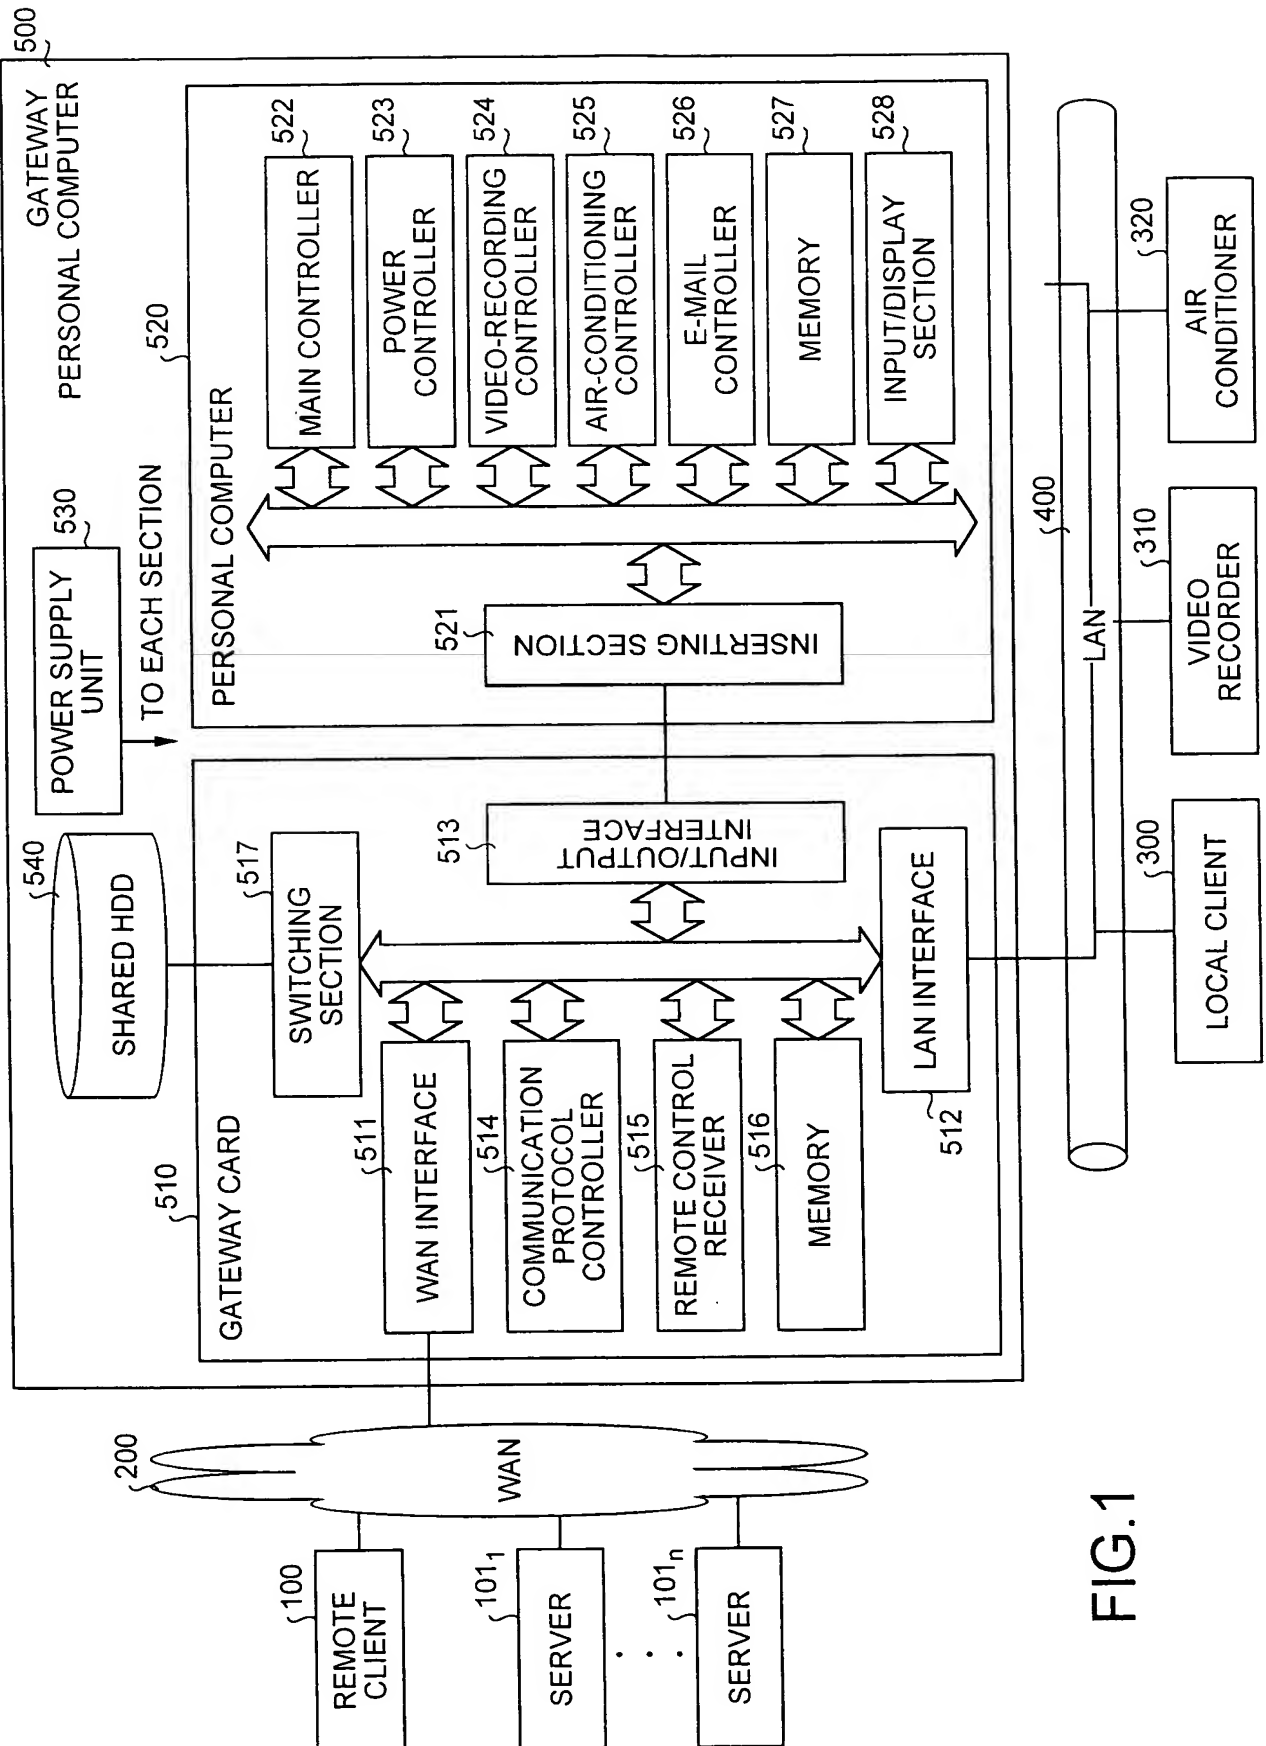 500
GATEWAY
PERSONAL COMPUTER
530
POWER SUPPLY
UNIT
TO EACH SECTION
540
SHARED HDD
510
GATEWAY CARD
517
SWITCHING
SECTION
511
WAN INTERFACE
514
COMMUNICATION
PROTOCOL
CONTROLLER
515
REMOTE CONTROL
RECEIVER
516
MEMORY
512
LAN INTERFACE
513
INPUT/OUTPUT
INTERFACE
520
PERSONAL COMPUTER
521
INSERTING SECTION
522
MAIN CONTROLLER
523
POWER
CONTROLLER
524
VIDEO-RECORDING
CONTROLLER
525
AIR-CONDITIONING
CONTROLLER
526
E-MAIL
CONTROLLER
527
MEMORY
528
INPUT/DISPLAY
SECTION
200
WAN
100
REMOTE
CLIENT
101₁
SERVER
. . .
101ₙ
SERVER
400
LAN
300
LOCAL CLIENT
310
VIDEO
RECORDER
320
AIR
CONDITIONER
FIG.1